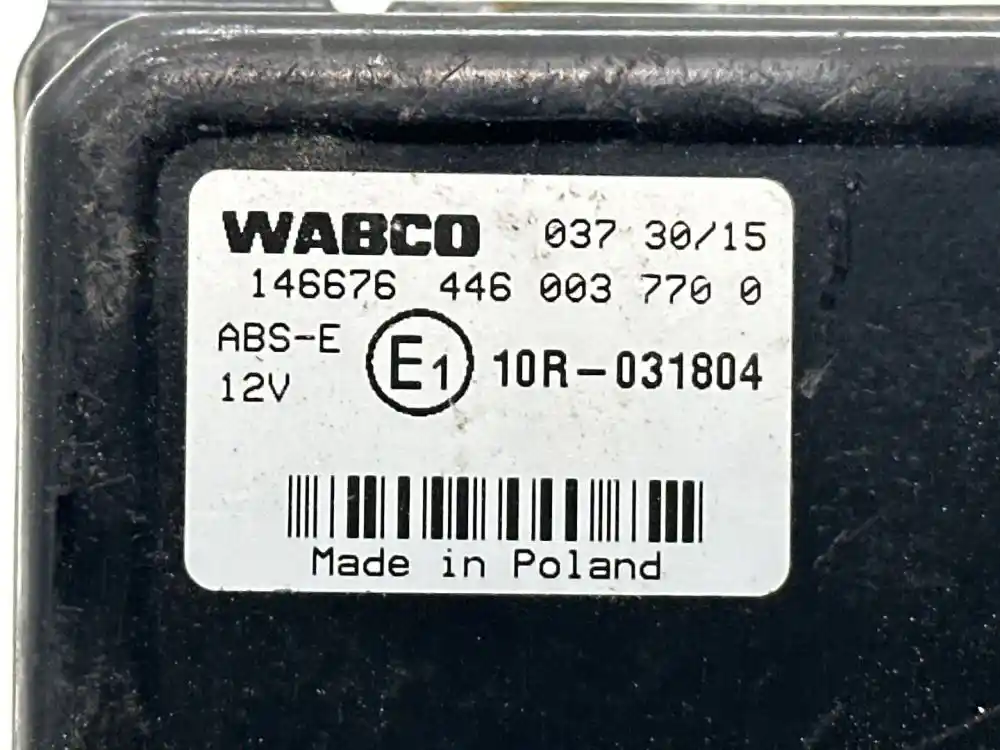 WABCO 037 30/15
146676 446 003 770 0
ABS-E E1 10R-031804
12V
Made in Poland